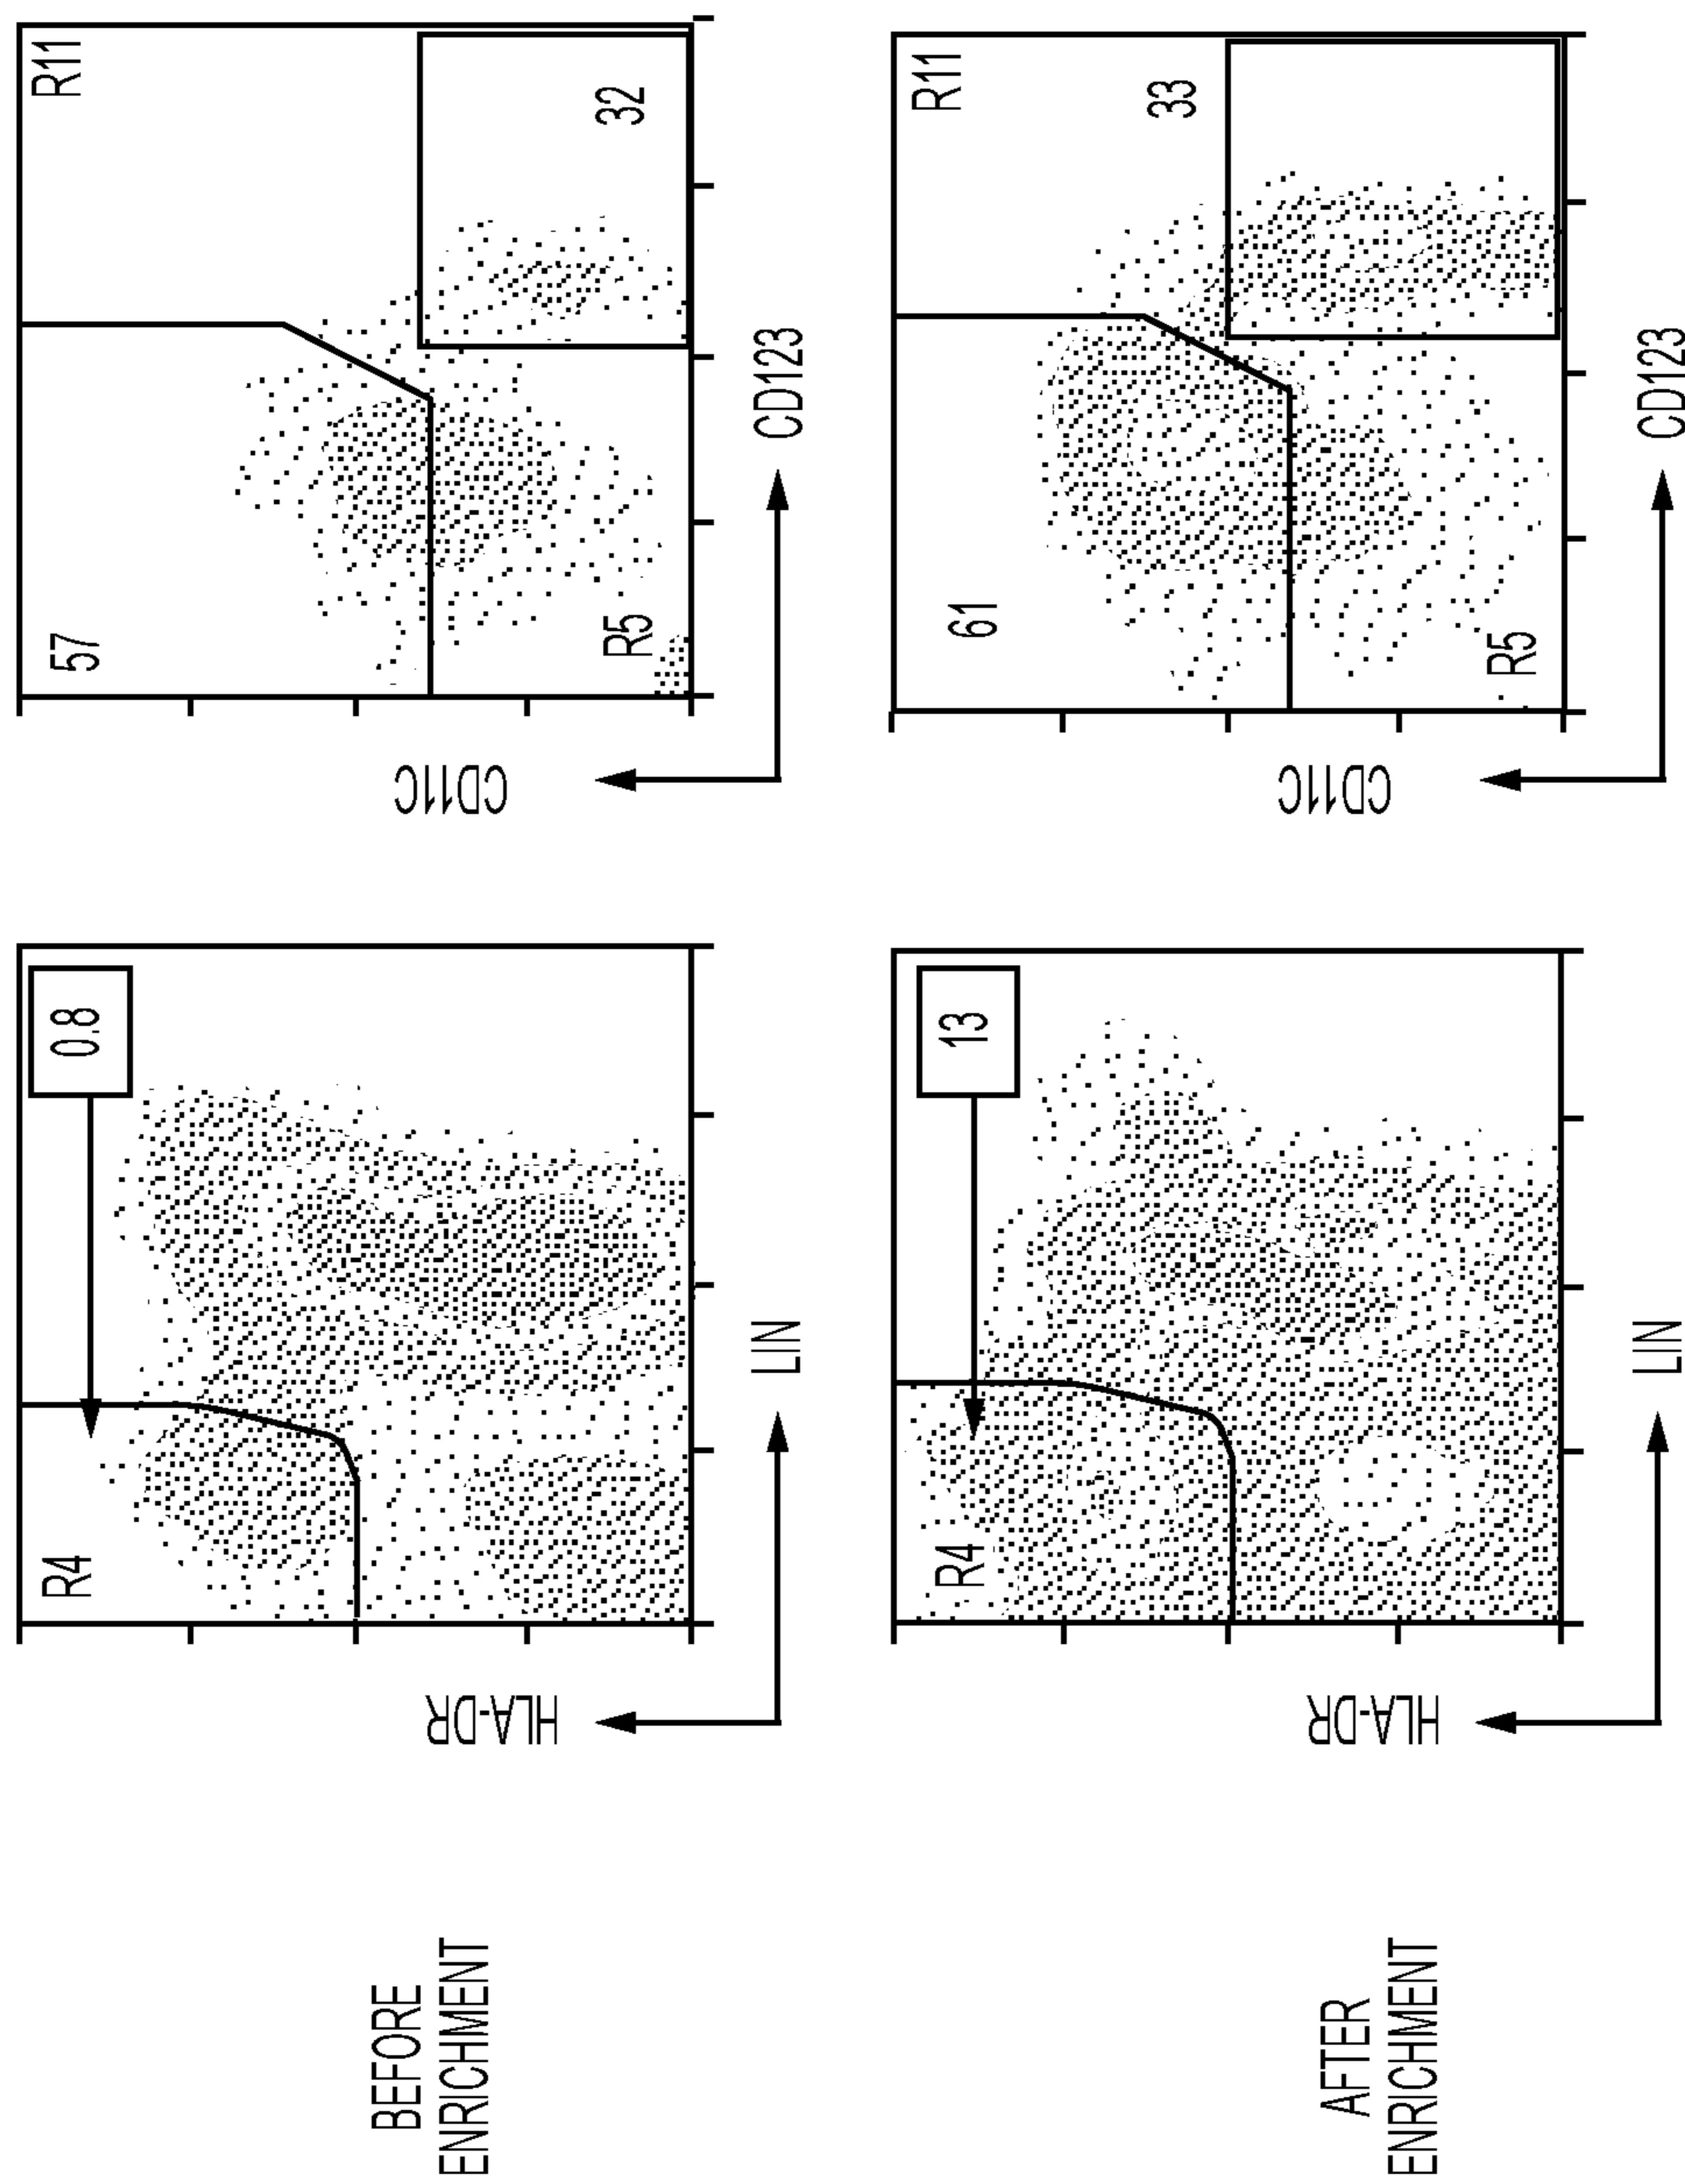 BEFORE
ENRICHMENT
R4
0.8
HLA-DR
LIN
57
R11
32
R5
CD11C
CD123
AFTER
ENRICHMENT
R4
13
HLA-DR
LIN
61
R11
33
R5
CD11C
CD123